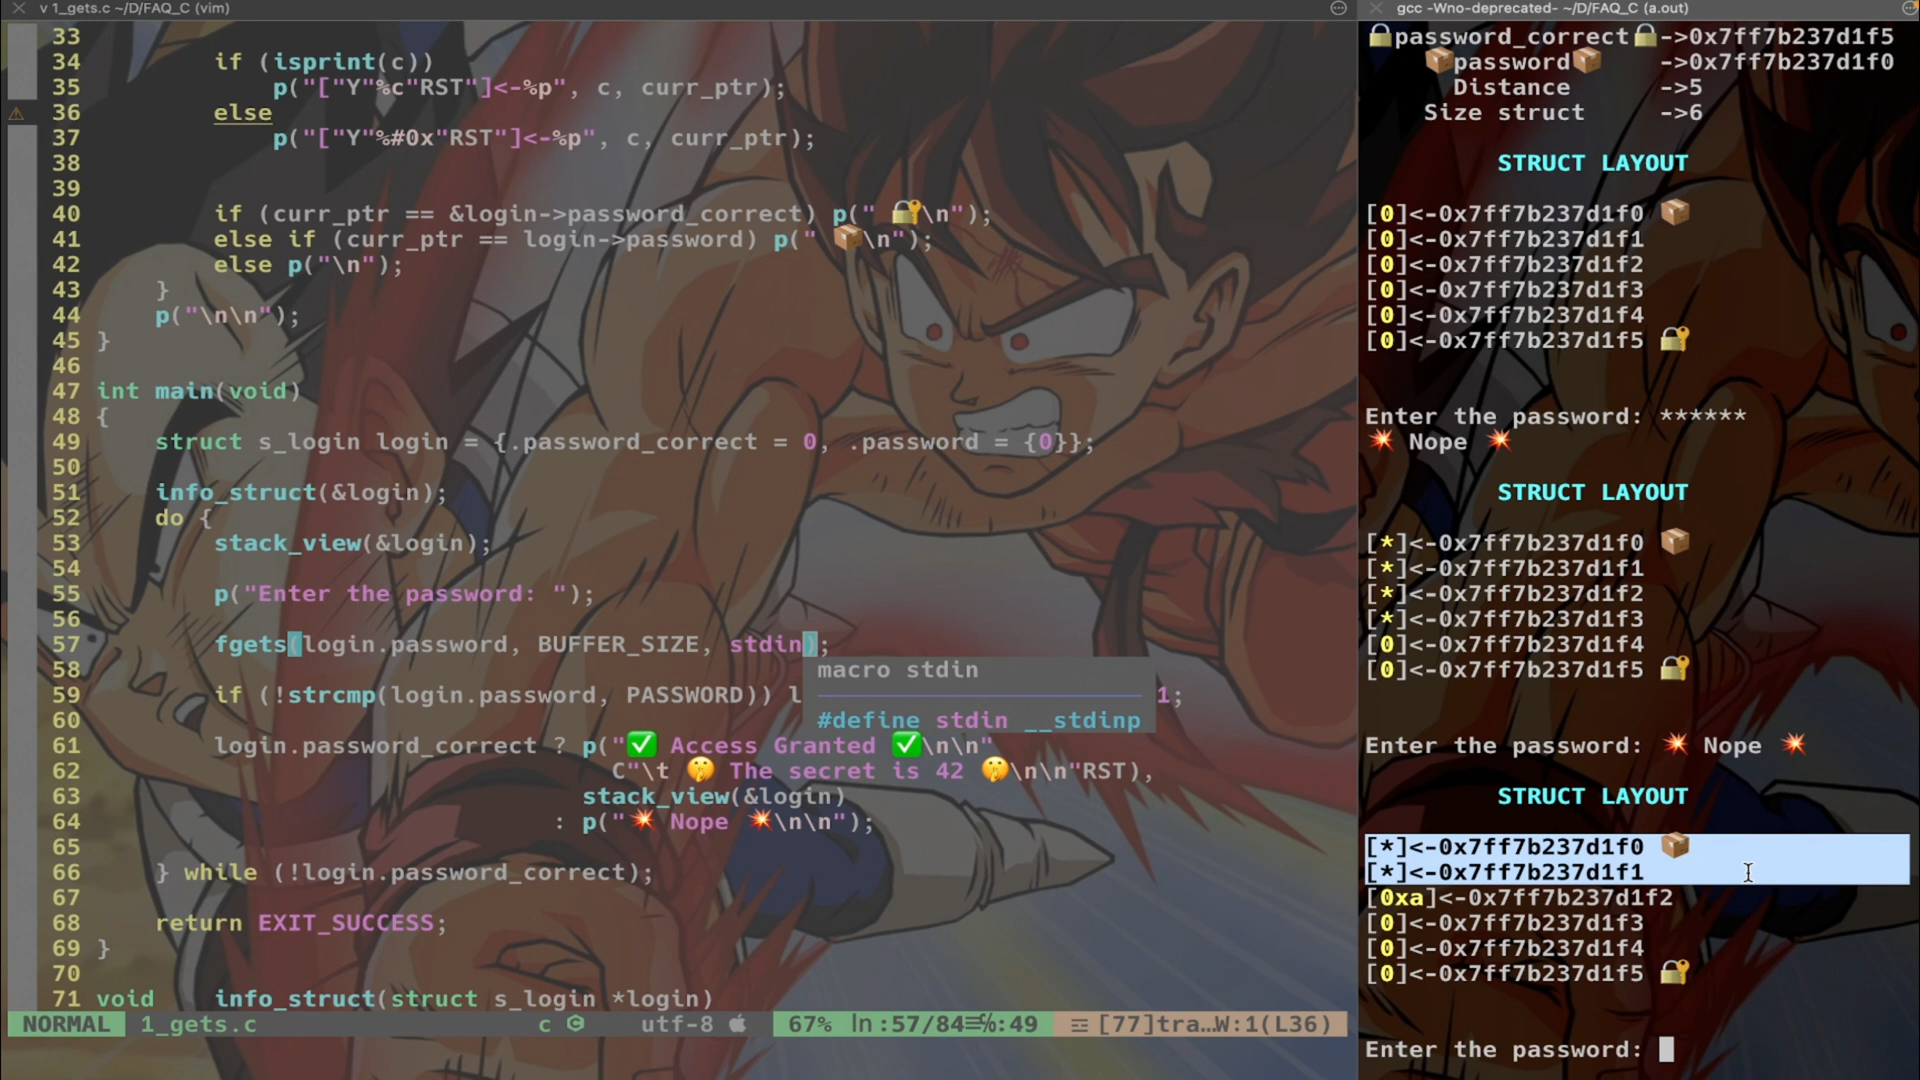 v 1_gets.c ~/D/FAQ_C (vim)
33
34 if (isprint(c))
35 p("["Y"%c"RST"]<-%p", c, curr_ptr);
36 else
37 p("["Y"%#0x"RST"]<-%p", c, curr_ptr);
38
39
40 if (curr_ptr == &login->password_correct) p(" 🔐\n");
41 else if (curr_ptr == login->password) p(" 📦\n");
42 else p("\n");
43 }
44 p("\n\n");
45 }
46
47 int main(void)
48 {
49 struct s_login login = {.password_correct = 0, .password = {0}};
50
51 info_struct(&login);
52 do {
53 stack_view(&login);
54
55 p("Enter the password: ");
56
57 fgets(login.password, BUFFER_SIZE, stdin);
58 macro stdin
59 if (!strcmp(login.password, PASSWORD)) l 1;
60 #define stdin __stdinp
61 login.password_correct ? p("✅ Access Granted ✅\n\n"
62 C"\t 🤫 The secret is 42 🤫\n\n"RST),
63 stack_view(&login)
64 : p("💥 Nope 💥\n\n");
65
66 } while (!login.password_correct);
67
68 return EXIT_SUCCESS;
69 }
70
71 void info_struct(struct s_login *login)
NORMAL 1_gets.c c utf-8 67% ln:57/84≡%:49 [77]tra…W:1(L36)
gcc -Wno-deprecated- ~/D/FAQ_C (a.out)
🔒password_correct🔒->0x7ff7b237d1f5
📦password📦 ->0x7ff7b237d1f0
Distance ->5
Size struct ->6
STRUCT LAYOUT
[0]<-0x7ff7b237d1f0 📦
[0]<-0x7ff7b237d1f1
[0]<-0x7ff7b237d1f2
[0]<-0x7ff7b237d1f3
[0]<-0x7ff7b237d1f4
[0]<-0x7ff7b237d1f5 🔐
Enter the password: ******
💥 Nope 💥
STRUCT LAYOUT
[*]<-0x7ff7b237d1f0 📦
[*]<-0x7ff7b237d1f1
[*]<-0x7ff7b237d1f2
[*]<-0x7ff7b237d1f3
[0]<-0x7ff7b237d1f4
[0]<-0x7ff7b237d1f5 🔐
Enter the password: 💥 Nope 💥
STRUCT LAYOUT
[*]<-0x7ff7b237d1f0 📦
[*]<-0x7ff7b237d1f1
[0xa]<-0x7ff7b237d1f2
[0]<-0x7ff7b237d1f3
[0]<-0x7ff7b237d1f4
[0]<-0x7ff7b237d1f5 🔐
Enter the password: